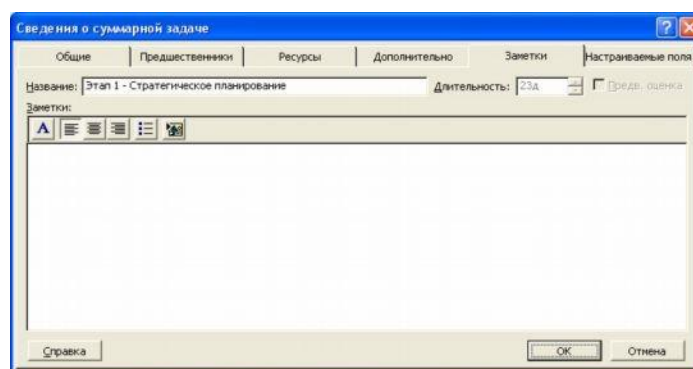 Сведения о суммарной задаче
Общие Предшественники Ресурсы Дополнительно Заметки Настраиваемые поля
Название: Этап 1 - Стратегическое планирование Длительность: 23д Предв. оценка
Заметки:
A
Справка ОК Отмена